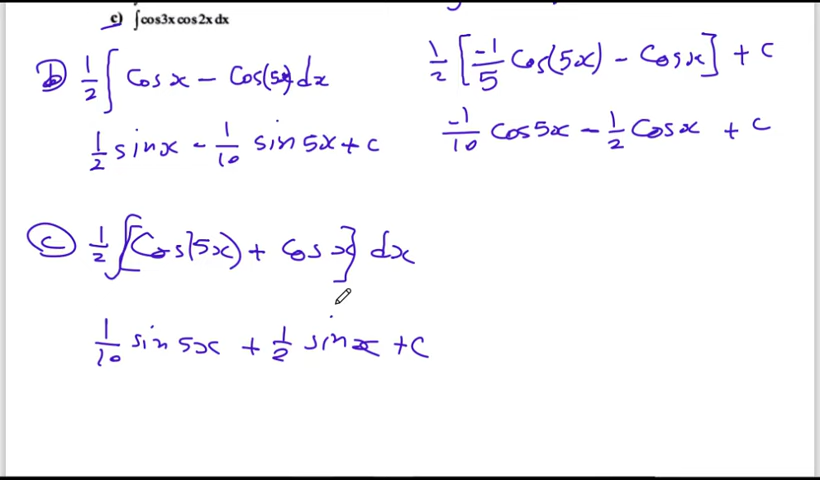 c) ∫cos3x cos2x dx
b) 1/2 ∫ Cos x - Cos(5x) dx
1/2 sin x - 1/10 sin 5x + c
1/2 [-1/5 Cos(5x) - Cos x] + c
-1/10 Cos 5x - 1/2 Cos x + c
c) 1/2 ∫[Cos(5x) + Cos x] dx
1/10 sin 5x + 1/2 sin x + c